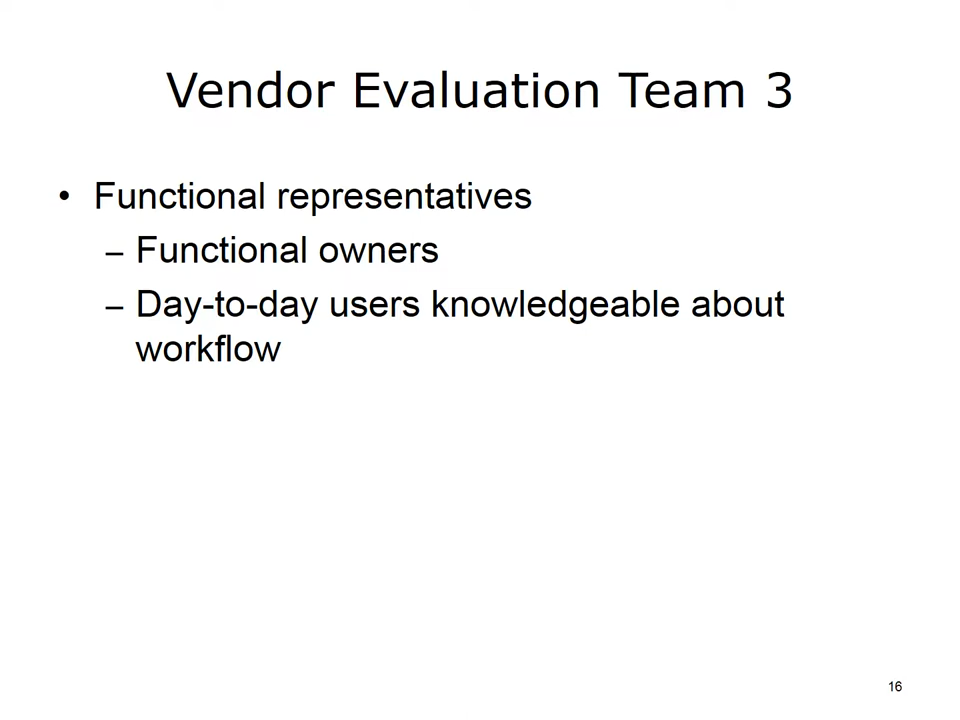 Vendor Evaluation Team 3
• Functional representatives
– Functional owners
– Day-to-day users knowledgeable about
workflow
16